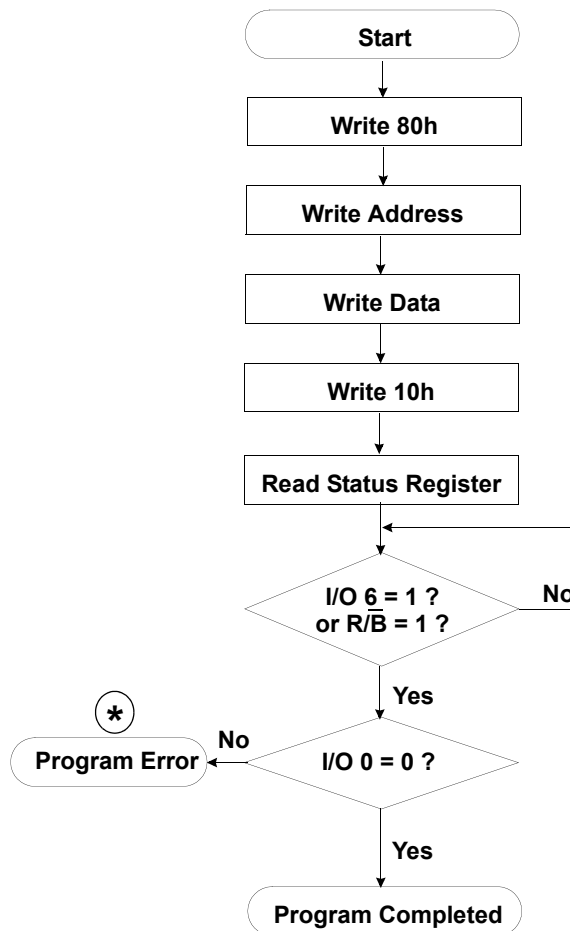 Start
Write 80h
Write Address
Write Data
Write 10h
Read Status Register
I/O 6 = 1 ?
or R/B̅ = 1 ?
No
Yes
*
No
Program Error
I/O 0 = 0 ?
Yes
Program Completed